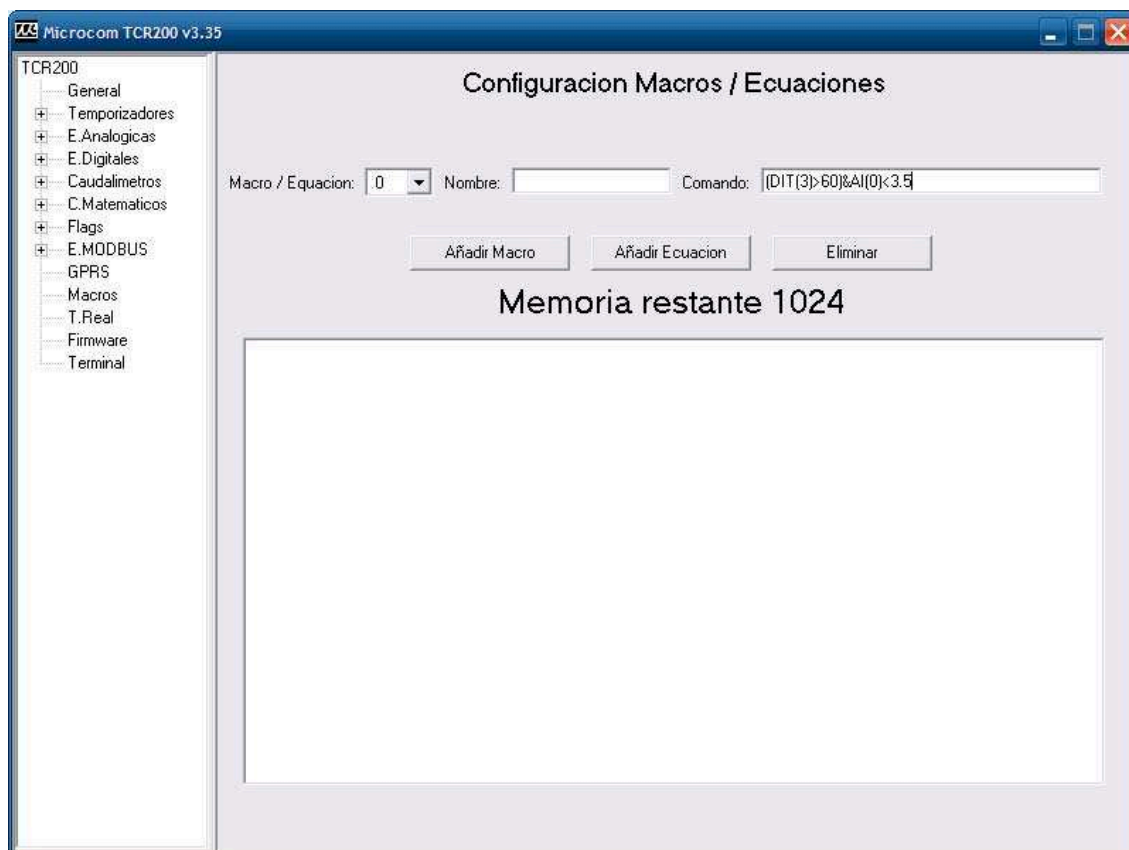 Microcom TCR200 v3.35
TCR200
General
Temporizadores
E.Analogicas
E.Digitales
Caudalimetros
C.Matematicos
Flags
E.MODBUS
GPRS
Macros
T.Real
Firmware
Terminal
Configuracion Macros / Ecuaciones
Macro / Equacion: 0 Nombre: Comando: (DIT(3)>60)&AI(0)<3.5
Añadir Macro Añadir Ecuacion Eliminar
Memoria restante 1024